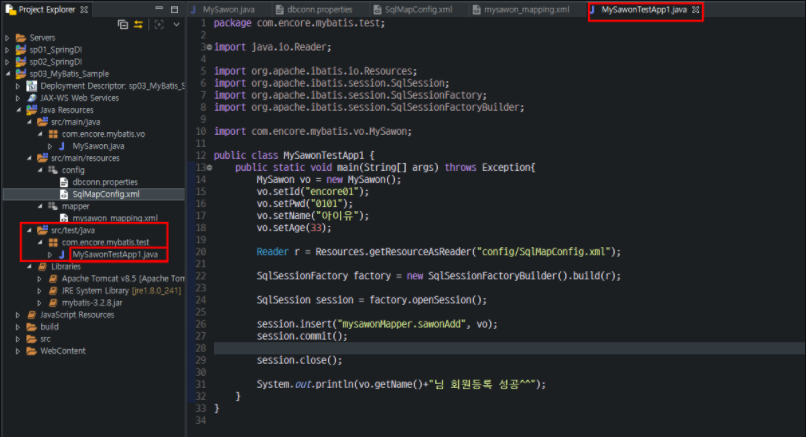 Project Explorer
Servers
sp01_SpringDI
sp02_SpringDI
sp03_MyBatis_Sample
Deployment Descriptor: sp03_MyBatis_S
JAX-WS Web Services
Java Resources
src/main/java
com.encore.mybatis.vo
MySawon.java
src/main/resources
config
dbconn.properties
SqlMapConfig.xml
mapper
mysawon_mapping.xml
src/test/java
com.encore.mybatis.test
MySawonTestApp1.java
Libraries
Apache Tomcat v8.5 [Apache Tom
JRE System Library [jre1.8.0_241]
mybatis-3.2.8.jar
JavaScript Resources
build
src
WebContent
MySawon.java dbconn.properties SqlMapConfig.xml mysawon_mapping.xml MySawonTestApp1.java
1 package com.encore.mybatis.test;
2
3 import java.io.Reader;
4
5 import org.apache.ibatis.io.Resources;
6 import org.apache.ibatis.session.SqlSession;
7 import org.apache.ibatis.session.SqlSessionFactory;
8 import org.apache.ibatis.session.SqlSessionFactoryBuilder;
9
10 import com.encore.mybatis.vo.MySawon;
11
12 public class MySawonTestApp1 {
13 public static void main(String[] args) throws Exception{
14 MySawon vo = new MySawon();
15 vo.setId("encore01");
16 vo.setPwd("0101");
17 vo.setName("아이유");
18 vo.setAge(33);
19
20 Reader r = Resources.getResourceAsReader("config/SqlMapConfig.xml");
21
22 SqlSessionFactory factory = new SqlSessionFactoryBuilder().build(r);
23
24 SqlSession session = factory.openSession();
25
26 session.insert("mysawonMapper.sawonAdd", vo);
27 session.commit();
28
29 session.close();
30
31 System.out.println(vo.getName()+"님 회원등록 성공^^");
32 }
33 }
34